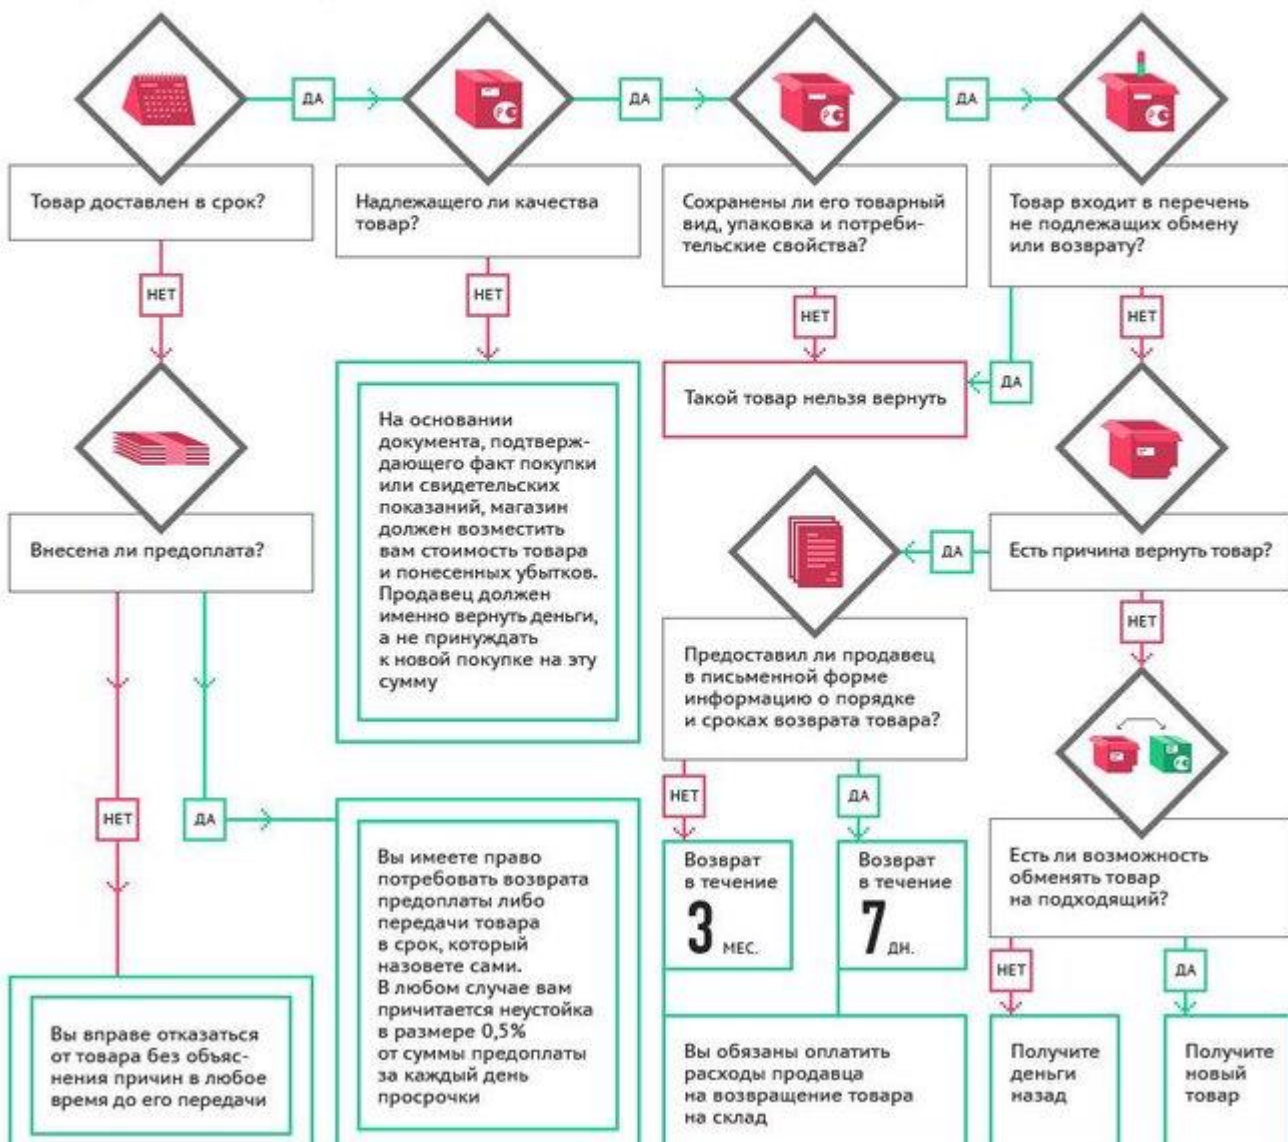 ДА
ДА
ДА
Товар доставлен в срок?
Надлежащего ли качества
товар?
Сохранены ли его товарный
вид, упаковка и потреби-
тельские свойства?
Товар входит в перечень
не подлежащих обмену
или возврату?
НЕТ
НЕТ
НЕТ
НЕТ
ДА
Такой товар нельзя вернуть
На основании
документа, подтверж-
дающего факт покупки
или свидетельских
показаний, магазин
должен возместить
вам стоимость товара
и понесенных убытков.
Продавец должен
именно вернуть деньги,
а не принуждать
к новой покупке на эту
сумму
Внесена ли предоплата?
ДА
Есть причина вернуть товар?
НЕТ
Предоставил ли продавец
в письменной форме
информацию о порядке
и сроках возврата товара?
НЕТ
ДА
НЕТ
ДА
Возврат
в течение
3 МЕС.
Возврат
в течение
7 ДН.
Есть ли возможность
обменять товар
на подходящий?
НЕТ
ДА
Вы имеете право
потребовать возврата
предоплаты либо
передачи товара
в срок, который
назовете сами.
В любом случае вам
причитается неустойка
в размере 0,5%
от суммы предоплаты
за каждый день
просрочки
Вы вправе отказаться
от товара без объяс-
нения причин в любое
время до его передачи
Вы обязаны оплатить
расходы продавца
на возвращение товара
на склад
Получите
деньги
назад
Получите
новый
товар